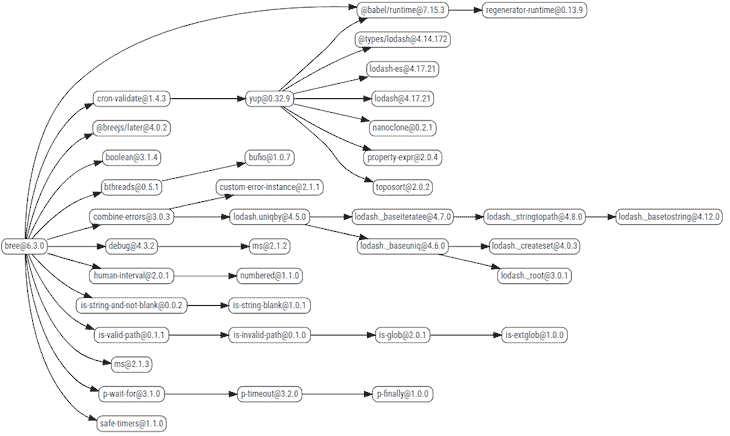 @babel/runtime@7.15.3
regenerator-runtime@0.13.9
@types/lodash@4.14.172
lodash-es@4.17.21
cron-validate@1.4.3
yup@0.32.9
lodash@4.17.21
@breejs/later@4.0.2
nanoclone@0.2.1
boolean@3.1.4
bufio@1.0.7
property-expr@2.0.4
bthreads@0.5.1
custom-error-instance@2.1.1
toposort@2.0.2
combine-errors@3.0.3
lodash.uniqby@4.5.0
lodash._baseiteratee@4.7.0
lodash._stringtopath@4.8.0
lodash._basetostring@4.12.0
bree@6.3.0
debug@4.3.2
ms@2.1.2
lodash._baseuniq@4.6.0
lodash._createset@4.0.3
human-interval@2.0.1
numbered@1.1.0
lodash._root@3.0.1
is-string-and-not-blank@0.0.2
is-string-blank@1.0.1
is-valid-path@0.1.1
is-invalid-path@0.1.0
is-glob@2.0.1
is-extglob@1.0.0
ms@2.1.3
p-wait-for@3.1.0
p-timeout@3.2.0
p-finally@1.0.0
safe-timers@1.1.0